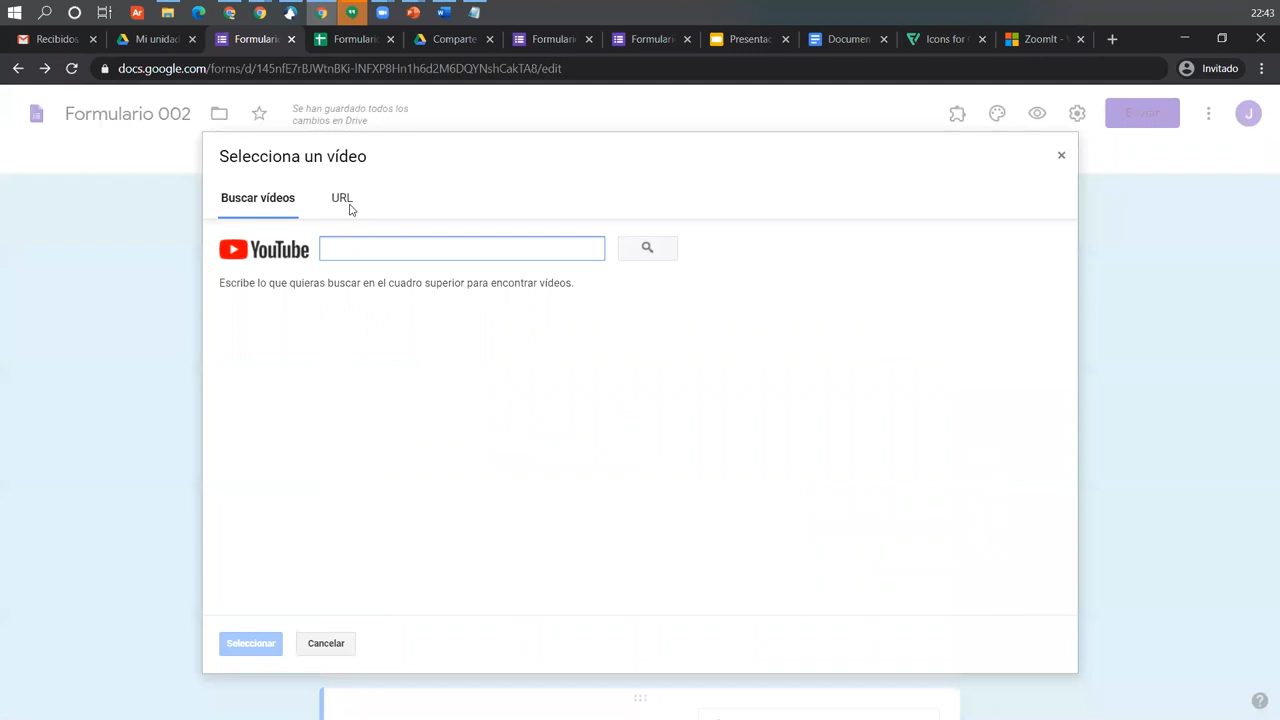 22:43
Recibidos
Mi unidad
Formulario
Formulario
Comparte
Formulario
Formulario
Presentac
Documen
Icons for
ZoomIt -
docs.google.com/forms/d/145nfE7rBJWtnBKi-INFXP8Hn1h6d2M6DQYNshCakTA8/edit
Invitado
Formulario 002
Se han guardado todos los
cambios en Drive
Enviar
J
Selecciona un vídeo
Buscar vídeos
URL
YouTube
Escribe lo que quieras buscar en el cuadro superior para encontrar vídeos.
Seleccionar
Cancelar